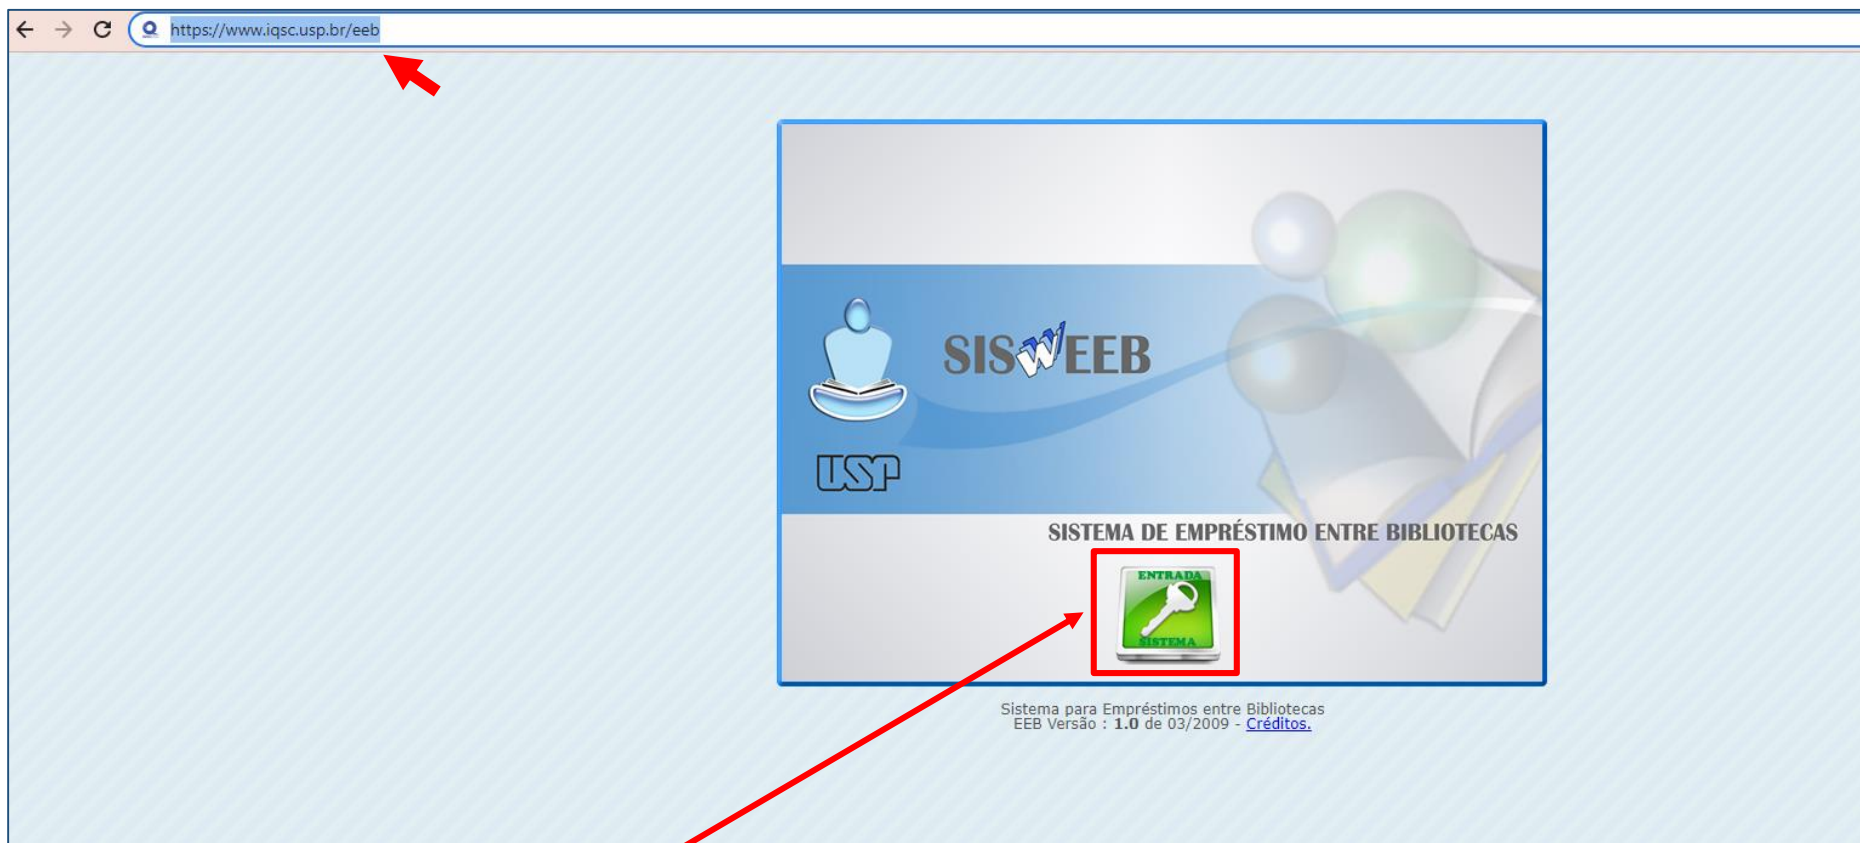 https://www.iqsc.usp.br/eeb
SISWEEB
USP
SISTEMA DE EMPRÉSTIMO ENTRE BIBLIOTECAS
ENTRADA
SISTEMA
Sistema para Empréstimos entre Bibliotecas
EEB Versão : 1.0 de 03/2009 - Créditos.